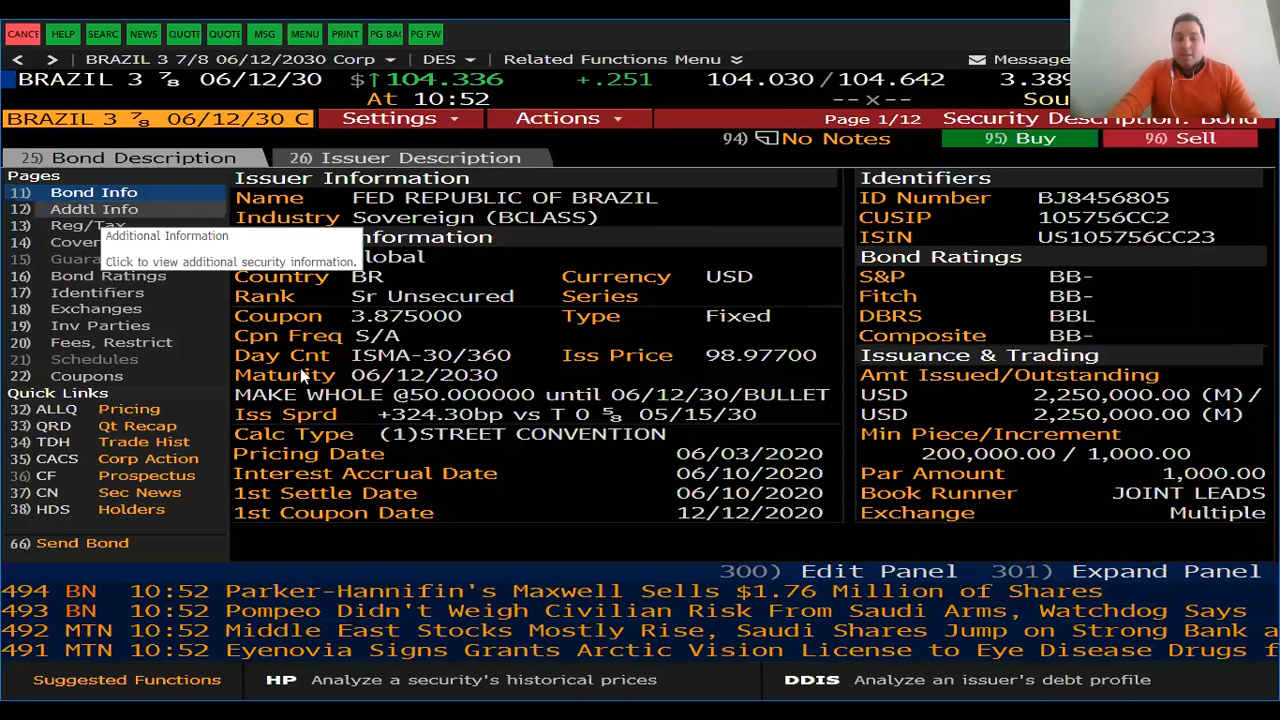 CANCE HELP SEARC NEWS QUOTE QUOTE MSG MENU PRINT PG BAC PG FW
< > BRAZIL 3 7/8 06/12/2030 Corp DES Related Functions Menu Message
BRAZIL 3 ⅞ 06/12/30 $↑104.336 +.251 104.030/104.642 3.389
At 10:52 --x-- Sou
BRAZIL 3 ⅞ 06/12/30 C Settings Actions Page 1/12 Security Description: Bond
94) No Notes 95) Buy 96) Sell
25) Bond Description 26) Issuer Description
Pages
11) Bond Info
12) Addtl Info
13) Reg/Tax
Additional Information
14) Cover
Click to view additional security information.
15) Guara
16) Bond Ratings
17) Identifiers
18) Exchanges
19) Inv Parties
20) Fees, Restrict
21) Schedules
22) Coupons
Quick Links
32) ALLQ Pricing
33) QRD Qt Recap
34) TDH Trade Hist
35) CACS Corp Action
36) CF Prospectus
37) CN Sec News
38) HDS Holders
66) Send Bond
Issuer Information
Name FED REPUBLIC OF BRAZIL
Industry Sovereign (BCLASS)
nformation
lobal
Country BR Currency USD
Rank Sr Unsecured Series
Coupon 3.875000 Type Fixed
Cpn Freq S/A
Day Cnt ISMA-30/360 Iss Price 98.97700
Maturity 06/12/2030
MAKE WHOLE @50.000000 until 06/12/30/BULLET
Iss Sprd +324.30bp vs T 0 ⅝ 05/15/30
Calc Type (1)STREET CONVENTION
Pricing Date 06/03/2020
Interest Accrual Date 06/10/2020
1st Settle Date 06/10/2020
1st Coupon Date 12/12/2020
Identifiers
ID Number BJ8456805
CUSIP 105756CC2
ISIN US105756CC23
Bond Ratings
S&P BB-
Fitch BB-
DBRS BBL
Composite BB-
Issuance & Trading
Amt Issued/Outstanding
USD 2,250,000.00 (M) /
USD 2,250,000.00 (M)
Min Piece/Increment
200,000.00 / 1,000.00
Par Amount 1,000.00
Book Runner JOINT LEADS
Exchange Multiple
300) Edit Panel 301) Expand Panel
494 BN 10:52 Parker-Hannifin's Maxwell Sells $1.76 Million of Shares
493 BN 10:52 Pompeo Didn't Weigh Civilian Risk From Saudi Arms, Watchdog Says
492 MTN 10:52 Middle East Stocks Mostly Rise, Saudi Shares Jump on Strong Bank a
491 MTN 10:52 Eyenovia Signs Grants Arctic Vision License to Eye Disease Drugs f
Suggested Functions HP Analyze a security's historical prices DDIS Analyze an issuer's debt profile